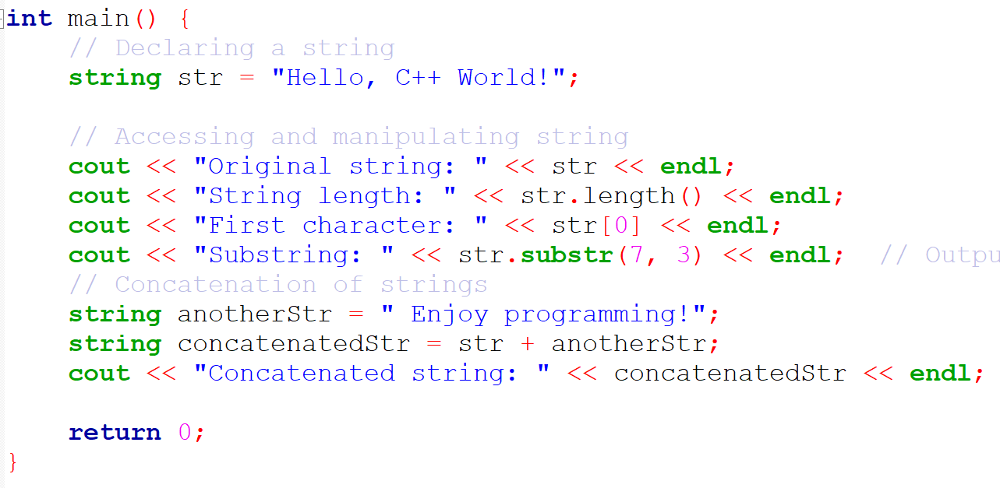 int main() {
// Declaring a string
string str = "Hello, C++ World!";
// Accessing and manipulating string
cout << "Original string: " << str << endl;
cout << "String length: " << str.length() << endl;
cout << "First character: " << str[0] << endl;
cout << "Substring: " << str.substr(7, 3) << endl; //
// Concatenation of strings
string anotherStr = " Enjoy programming!";
string concatenatedStr = str + anotherStr;
cout << "Concatenated string: " << concatenatedStr << endl;
return 0;
}